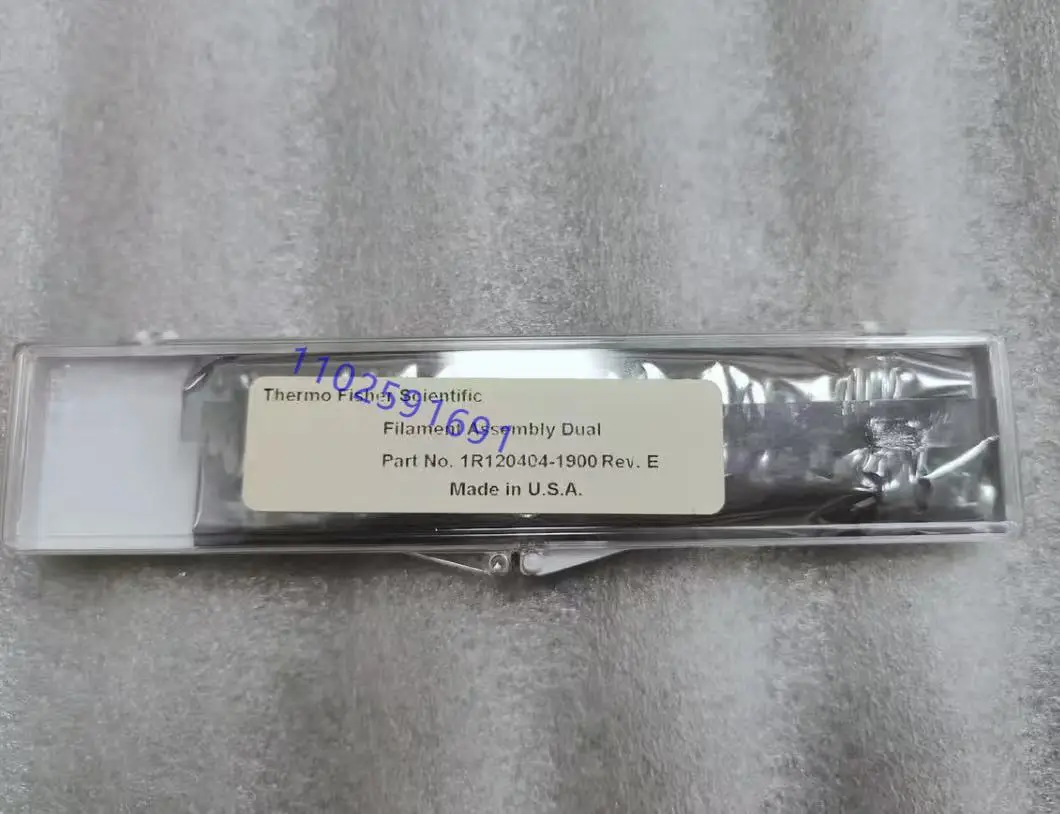 1102591691
Thermo Fisher Scientific
Filament Assembly Dual
Part No. 1R120404-1900 Rev. E
Made in U.S.A.